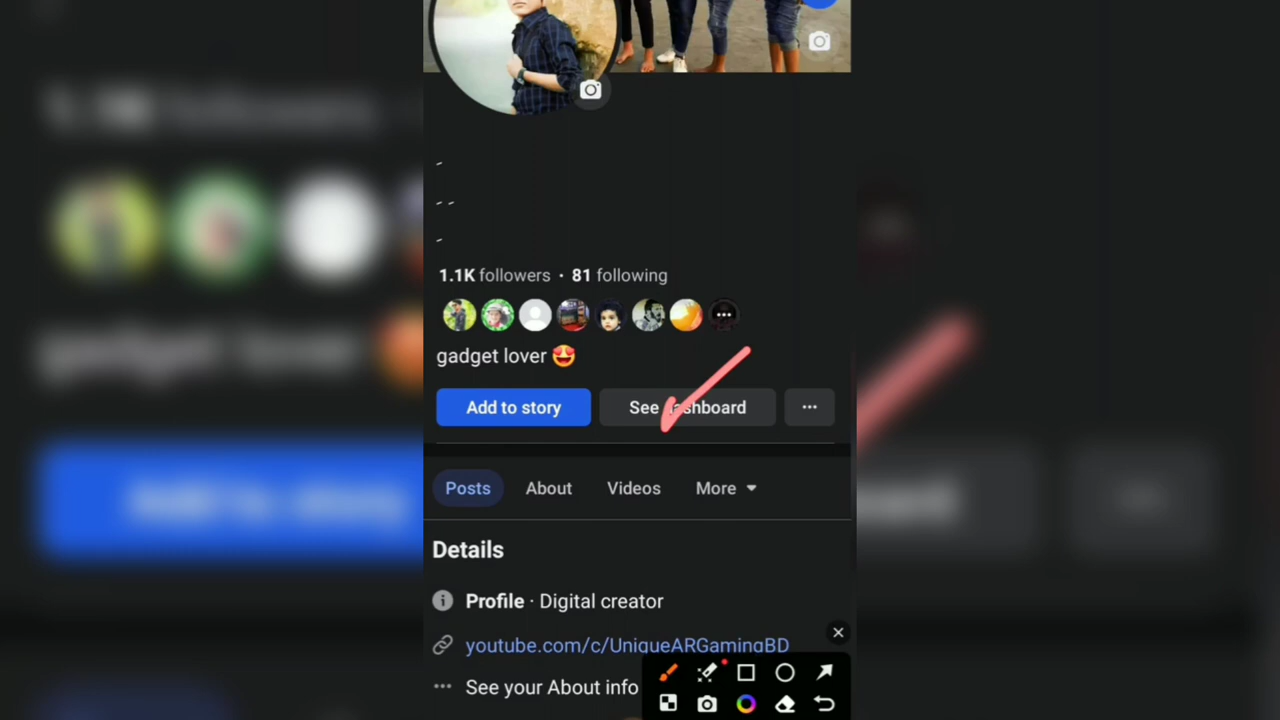 1.1K followers · 81 following
gadget lover 😍
Add to story
See dashboard
Posts
About
Videos
More
Details
Profile · Digital creator
youtube.com/c/UniqueARGamingBD
See your About info